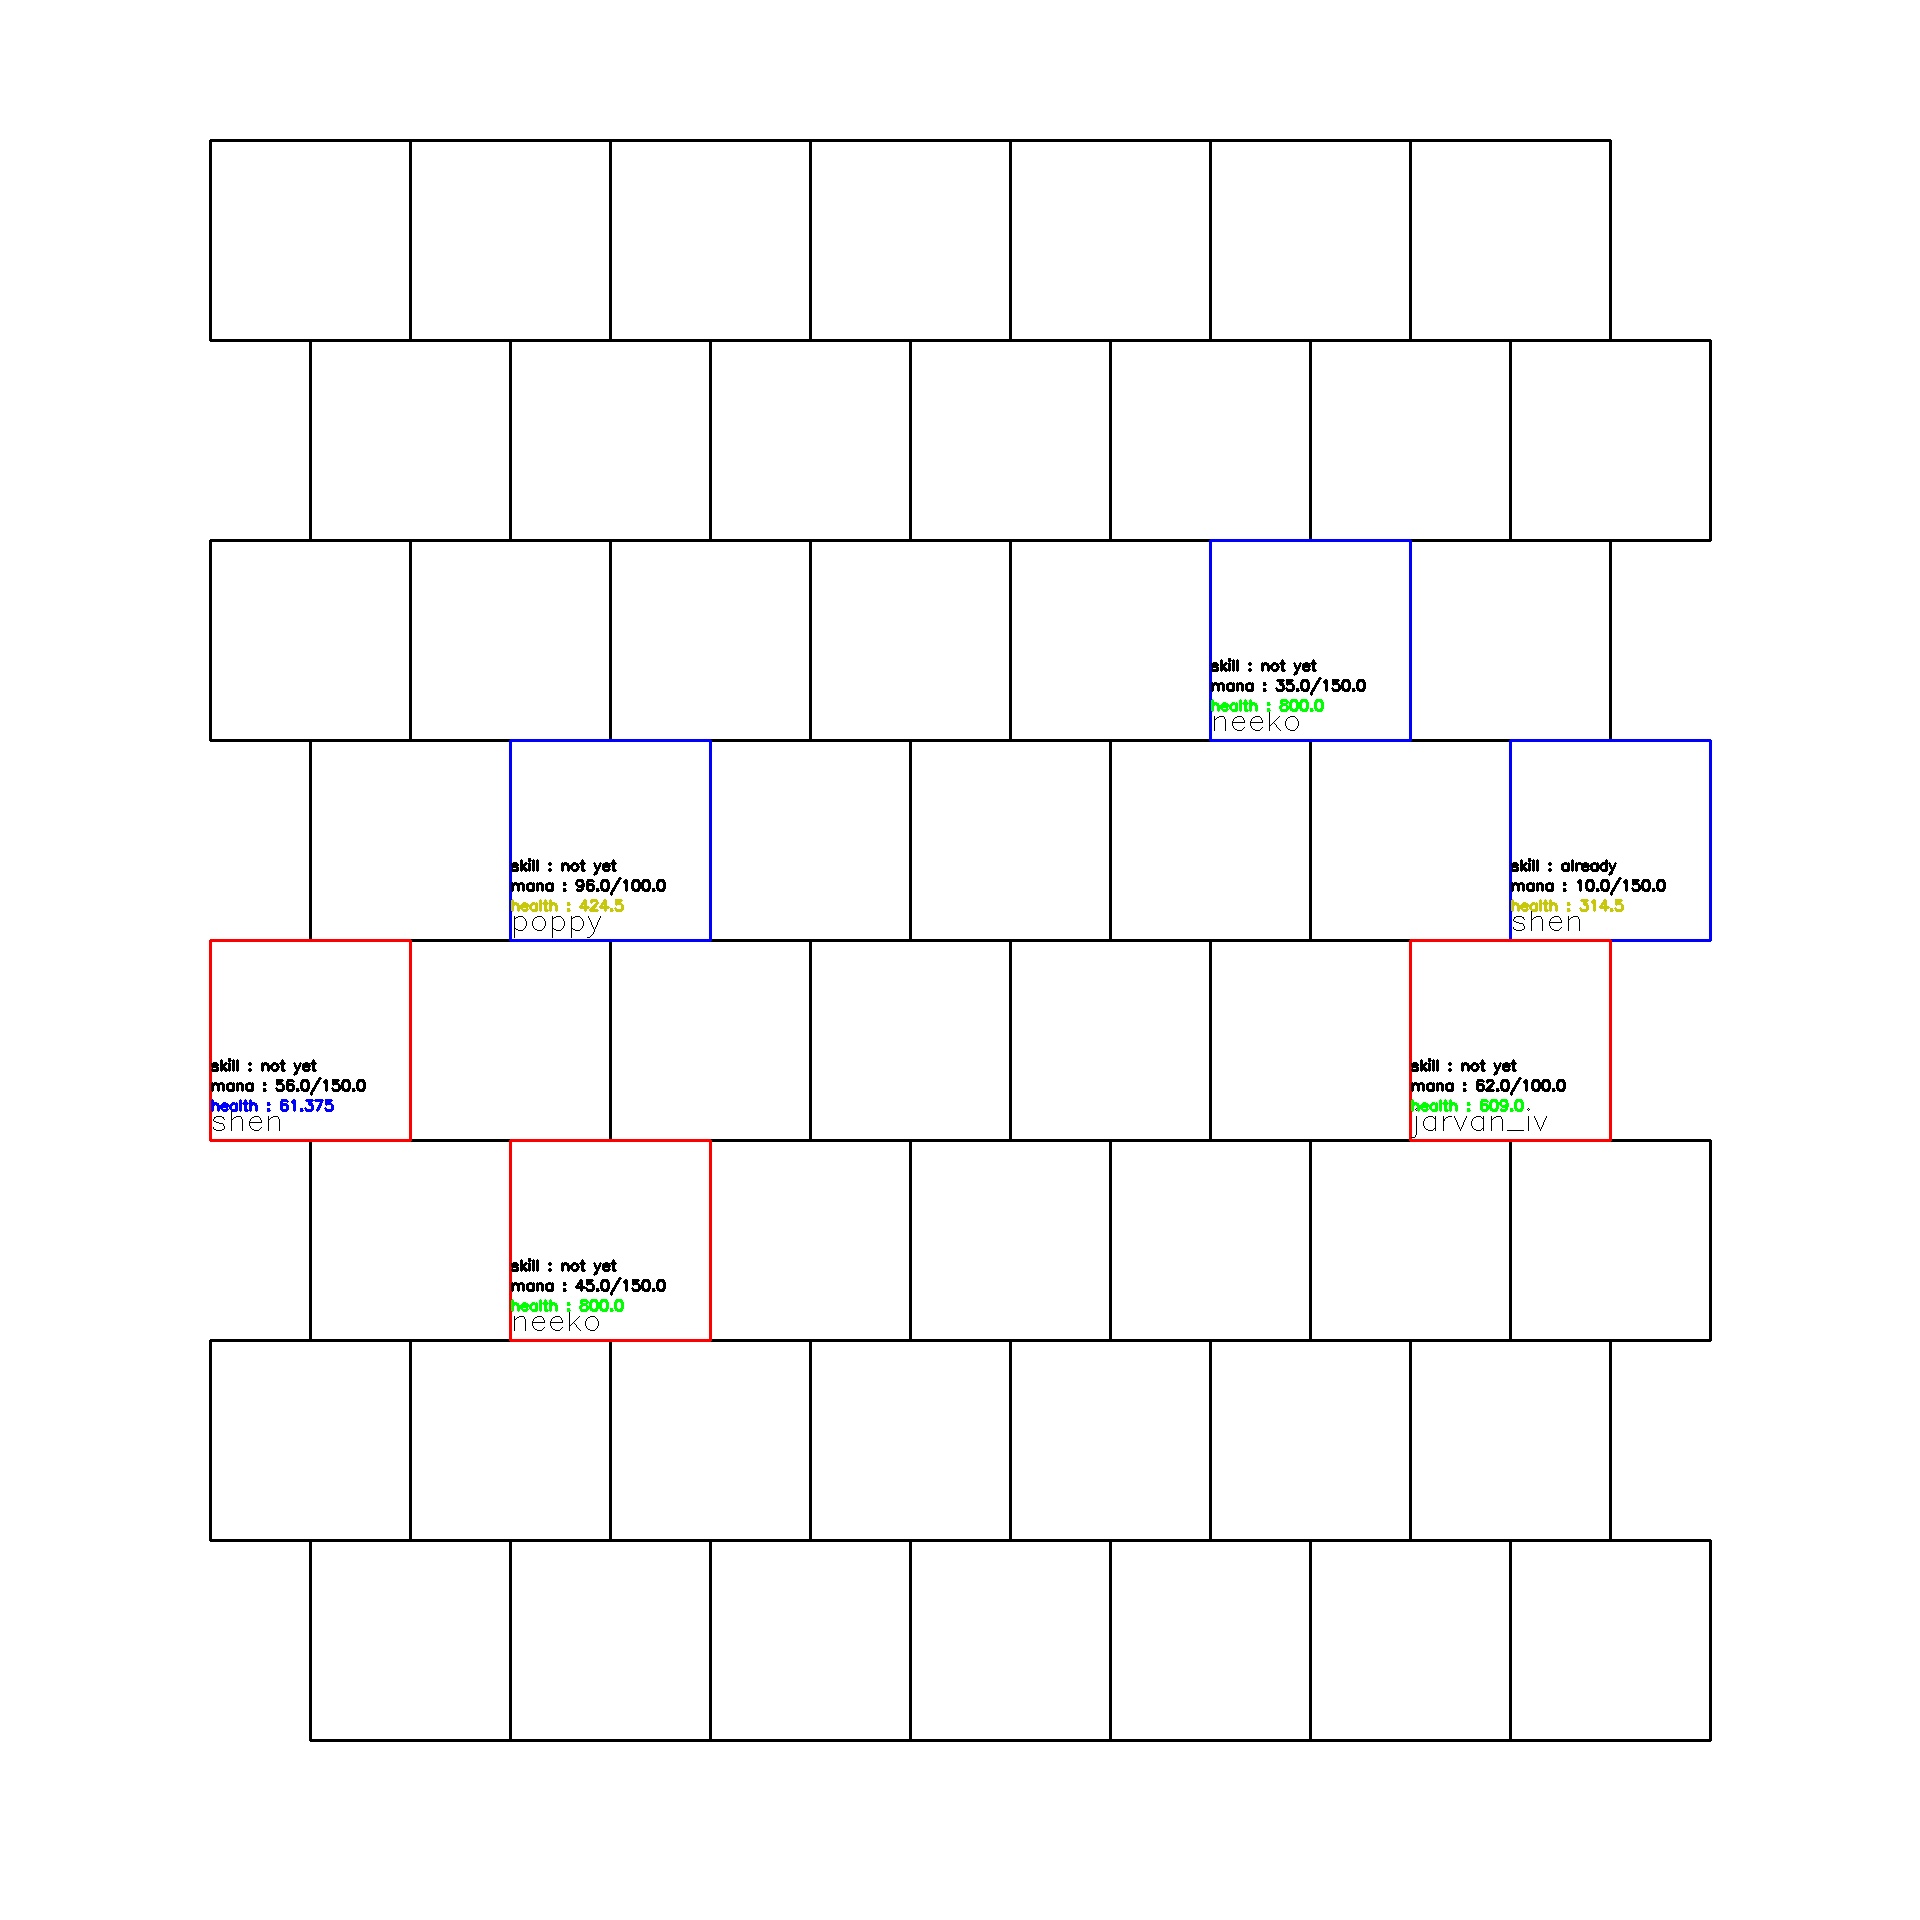 skill : not yet
mana : 35.0/150.0
health : 800.0
neeko
skill : not yet
mana : 96.0/100.0
health : 424.5
poppy
skill : already
mana : 10.0/150.0
health : 314.5
shen
skill : not yet
mana : 56.0/150.0
health : 61.375
shen
skill : not yet
mana : 62.0/100.0
health : 609.0
jarvan_iv
skill : not yet
mana : 45.0/150.0
health : 800.0
neeko